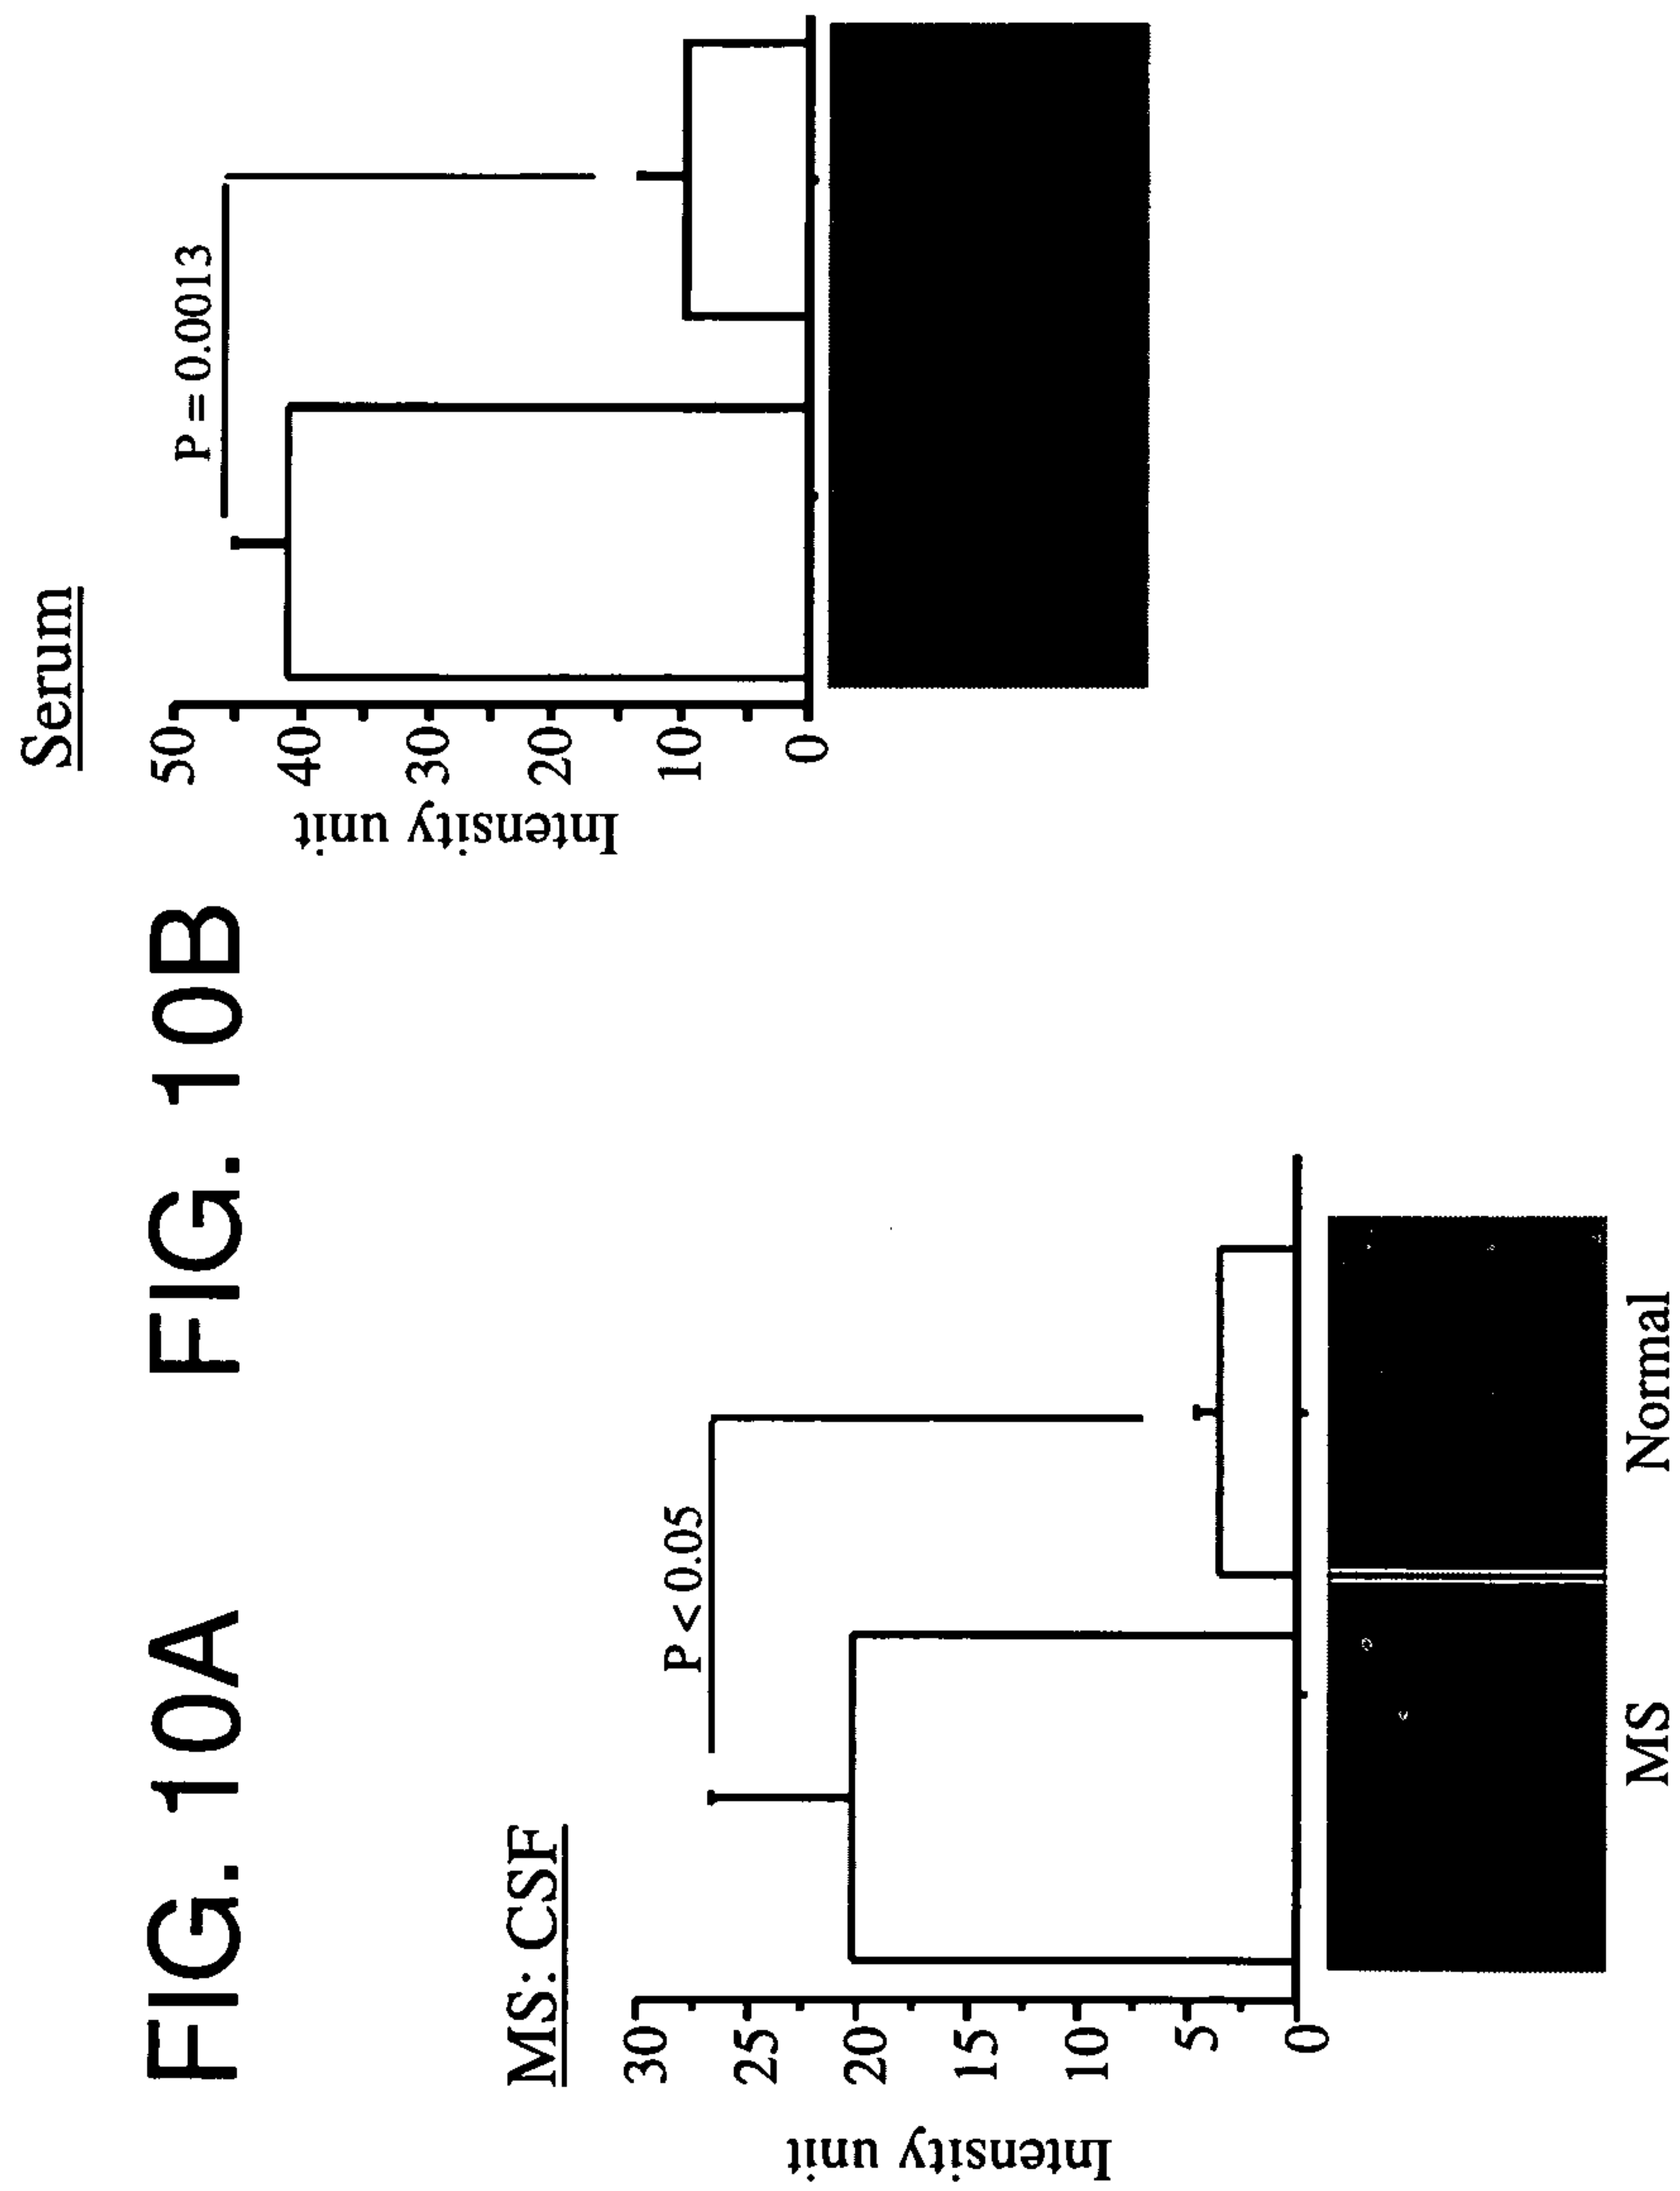 FIG. 10A
MS: CSF
Intensity unit
30
25
20
15
10
5
0
P < 0.05
MS
Normal
FIG. 10B
Serum
Intensity unit
50
40
30
20
10
0
P = 0.0013